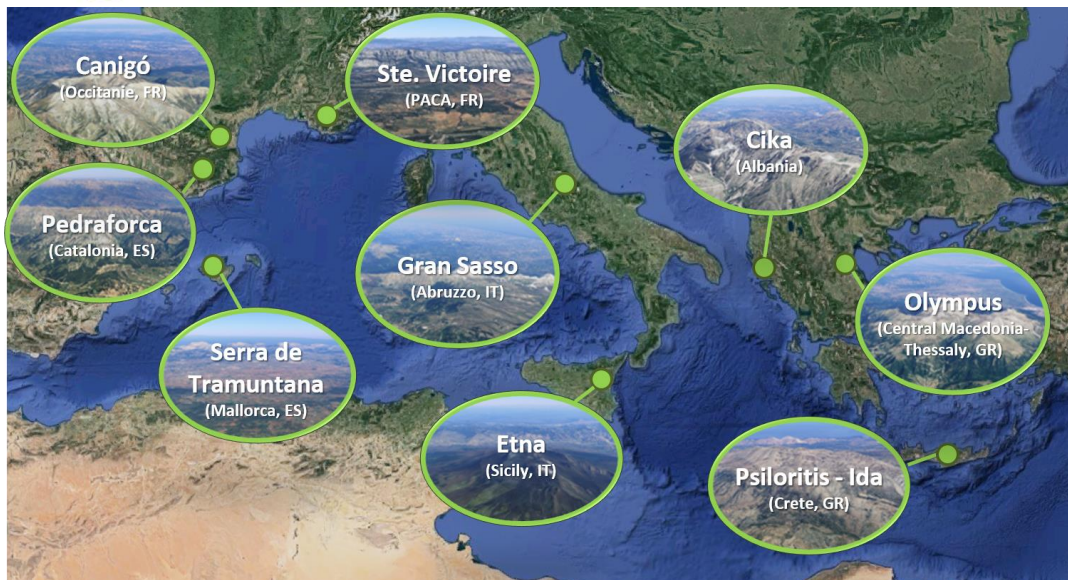 Canigó
(Occitanie, FR)
Ste. Victoire
(PACA, FR)
Cika
(Albania)
Pedraforca
(Catalonia, ES)
Gran Sasso
(Abruzzo, IT)
Olympus
(Central Macedonia-
Thessaly, GR)
Serra de
Tramuntana
(Mallorca, ES)
Etna
(Sicily, IT)
Psiloritis - Ida
(Crete, GR)